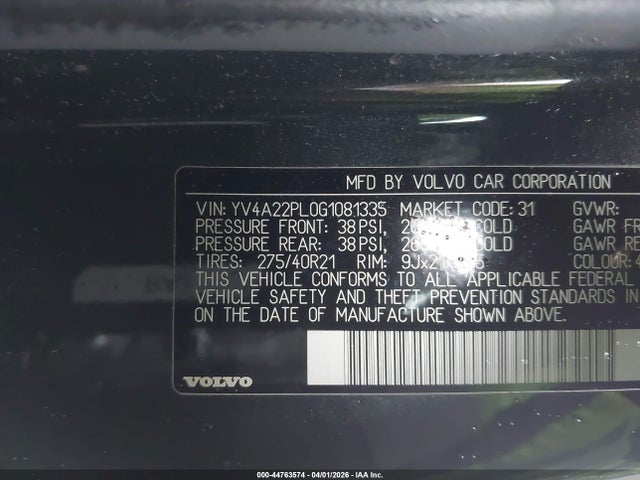 MFD BY VOLVO CAR CORPORATION
VIN: YV4A22PL0G1081335 MARKET CODE: 31 GVWR:
PRESSURE FRONT: 38 PSI, COLD GAWR FR
PRESSURE REAR: 38 PSI, COLD GAWR RE
TIRES: 275/40R21 RIM: COLOUR:
THIS VEHICLE CONFORMS TO ALL APPLICABLE FEDERAL
VEHICLE SAFETY AND THEFT PREVENTION STANDARDS IN
ON THE DATE OF MANUFACTURE SHOWN ABOVE.
VOLVO
000-44763574 | 04/01/2026 | IAA Inc.